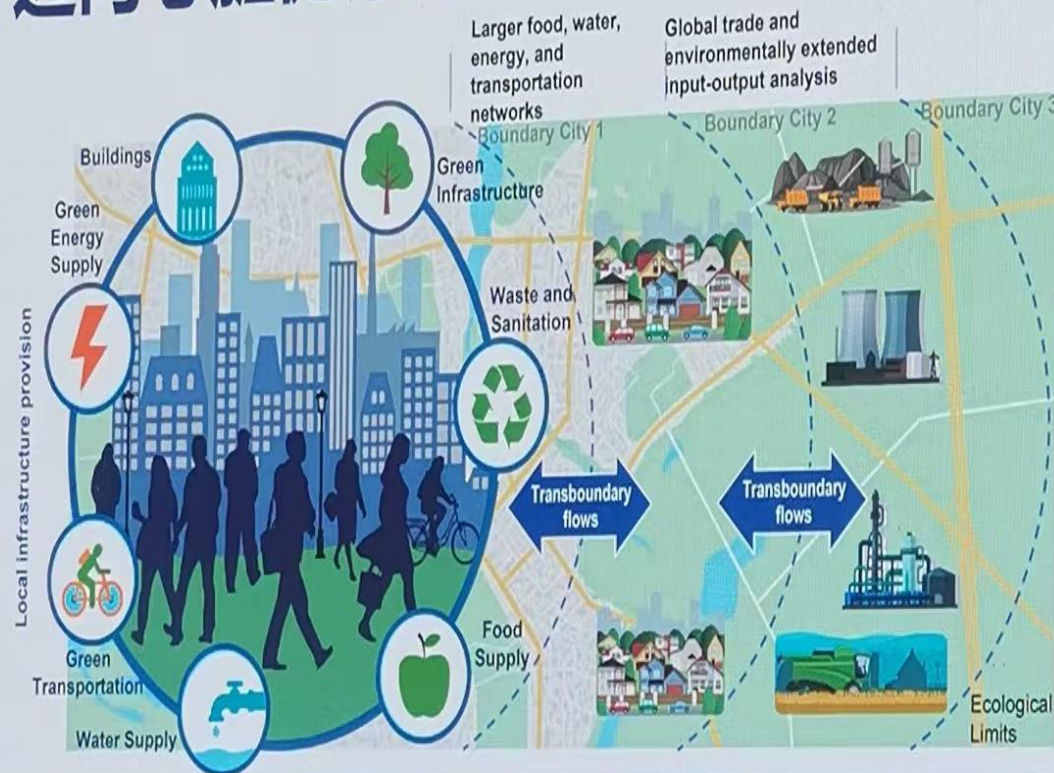 Larger food, water,
energy, and
transportation
networks
Global trade and
environmentally extended
input-output analysis
Boundary City 1
Boundary City 2
Boundary City 3
Buildings
Green
Infrastructure
Green
Energy
Supply
Waste and
Sanitation
Local infrastructure provision
Transboundary
flows
Transboundary
flows
Green
Transportation
Food
Supply
Water Supply
Ecological
Limits